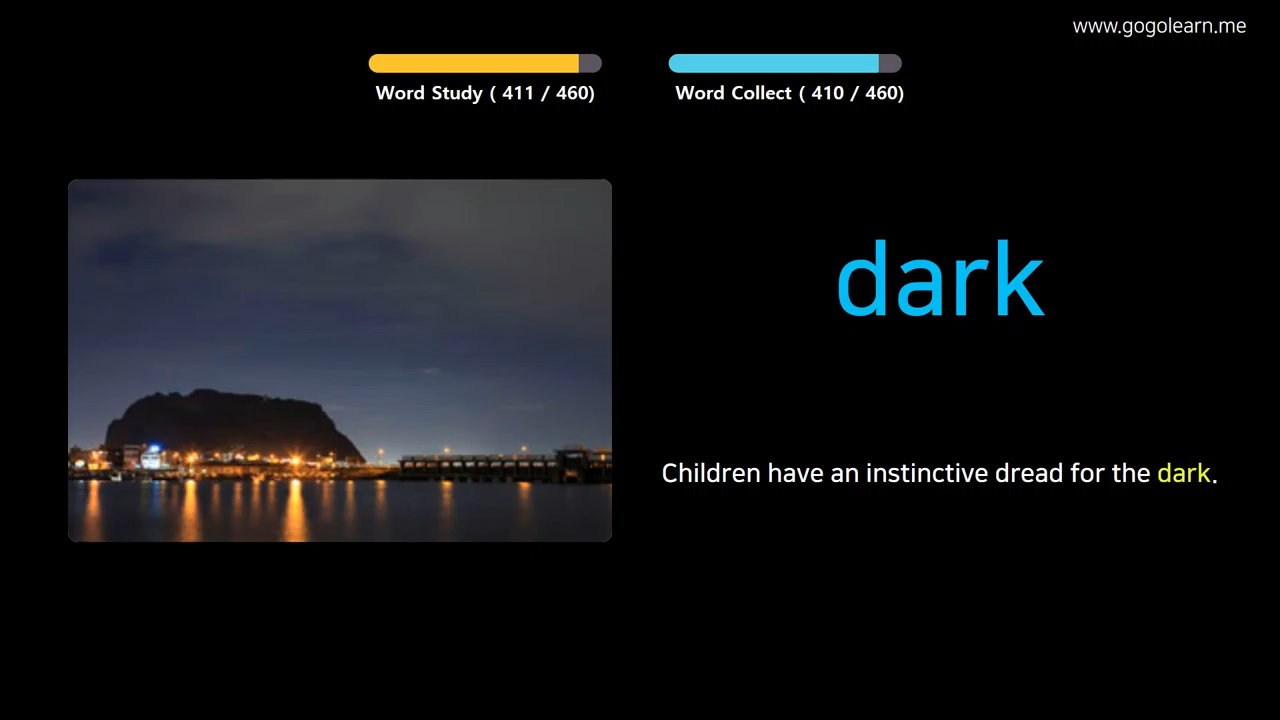 www.gogolearn.me
Word Study ( 411 / 460)
Word Collect ( 410 / 460)
dark
Children have an instinctive dread for the dark.